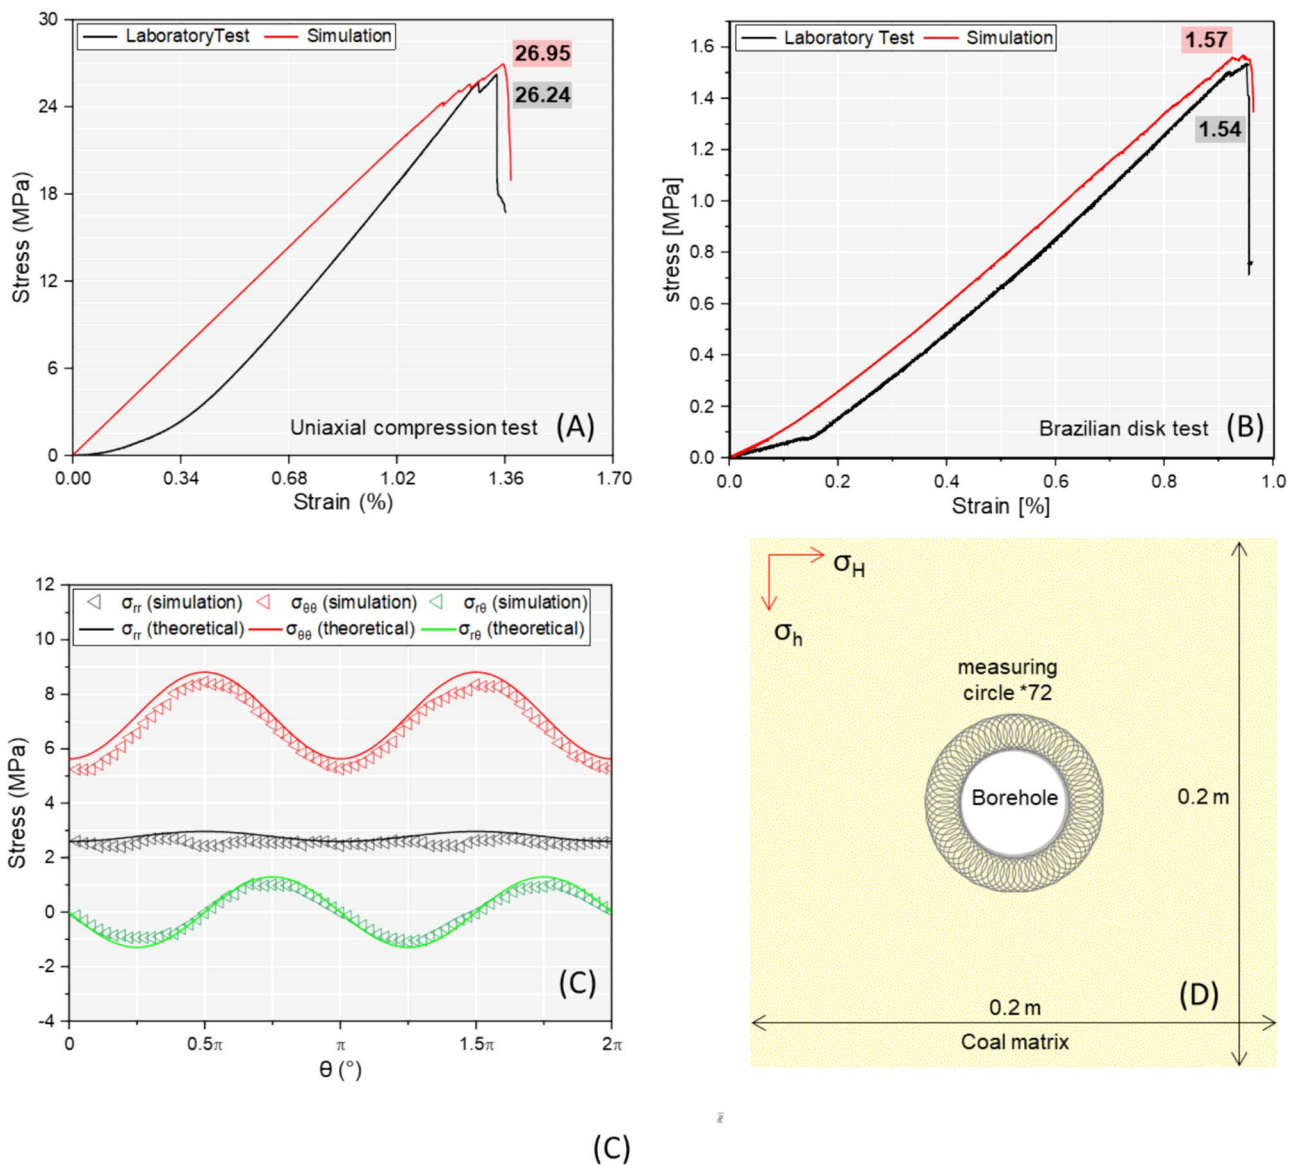 LaboratoryTest
Simulation
26.95
26.24
30
24
18
12
6
0
Stress (MPa)
Uniaxial compression test
(A)
0.00
0.34
0.68
1.02
1.36
1.70
Strain (%)
Laboratory Test
Simulation
1.57
1.54
1.6
1.4
1.2
1.0
0.8
0.6
0.4
0.2
0.0
stress [MPa]
Brazilian disk test
(B)
0.0
0.2
0.4
0.6
0.8
1.0
Strain [%]
σrr (simulation)
σθθ (simulation)
σrθ (simulation)
σrr (theoretical)
σθθ (theoretical)
σrθ (theoretical)
12
10
8
6
4
2
0
-2
-4
Stress (MPa)
(C)
0
0.5π
π
1.5π
2π
θ (°)
σH
σh
measuring
circle *72
Borehole
0.2 m
(D)
0.2 m
Coal matrix
(C)